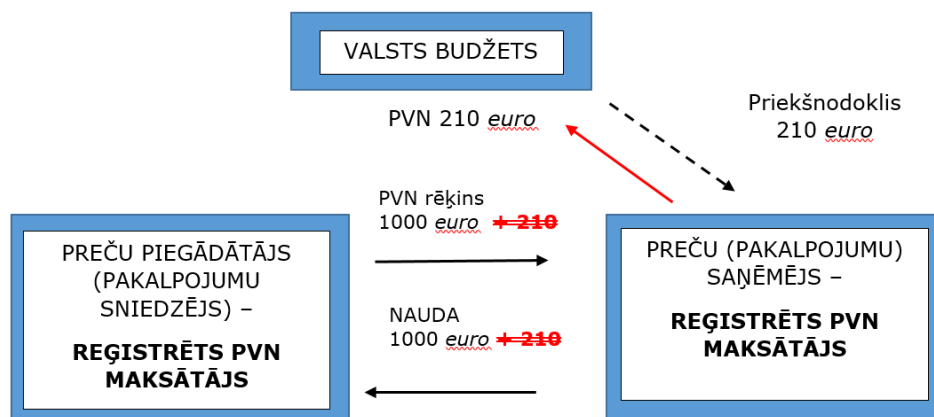 VALSTS BUDŽETS
PVN 210 euro
Priekšnodoklis
210 euro
PVN rēķins
1000 euro + 210
PREČU PIEGĀDĀTĀJS
(PAKALPOJUMU
SNIEDZĒJS) –
REĢISTRĒTS PVN
MAKSĀTĀJS
NAUDA
1000 euro + 210
PREČU (PAKALPOJUMU)
SAŅĒMĒJS –
REĢISTRĒTS PVN
MAKSĀTĀJS